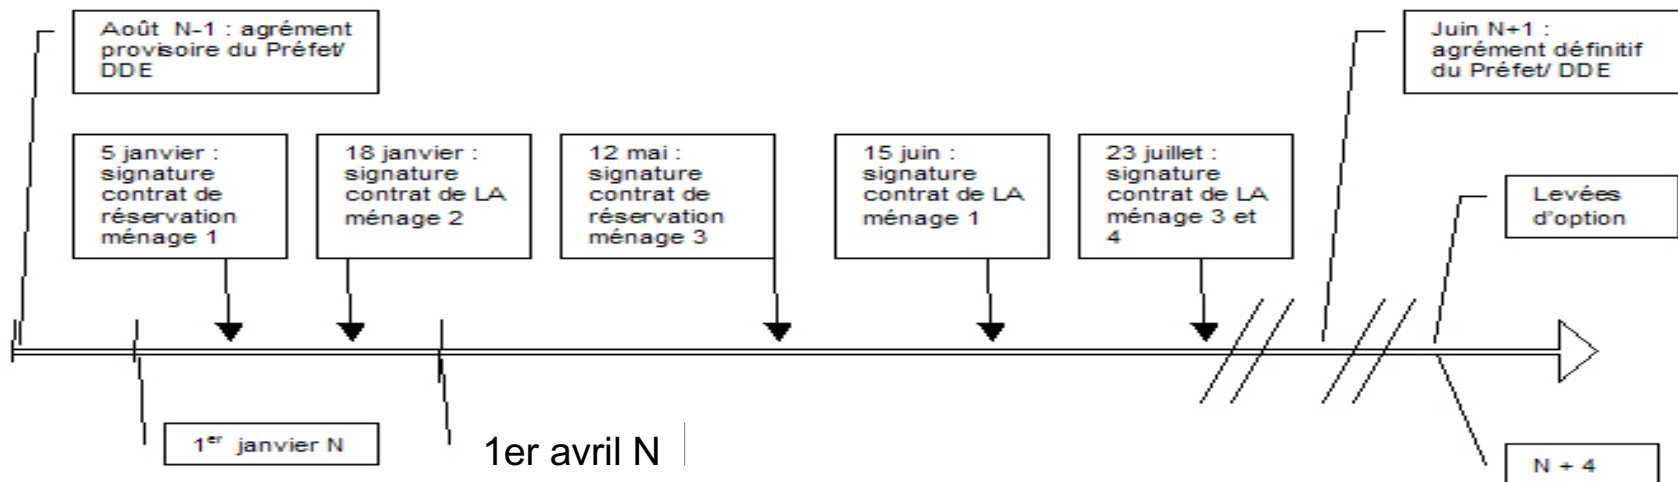 Août N-1 : agrément
provisoire du Préfet/
DDE
Juin N+1 :
agrément définitif
du Préfet/ DDE
5 janvier :
signature
contrat de
réservation
ménage 1
18 janvier :
signature
contrat de LA
ménage 2
12 mai :
signature
contrat de
réservation
ménage 3
15 juin :
signature
contrat de LA
ménage 1
23 juillet :
signature
contrat de LA
ménage 3 et
4
Levées
d'option
1er janvier N
1er avril N
N + 4